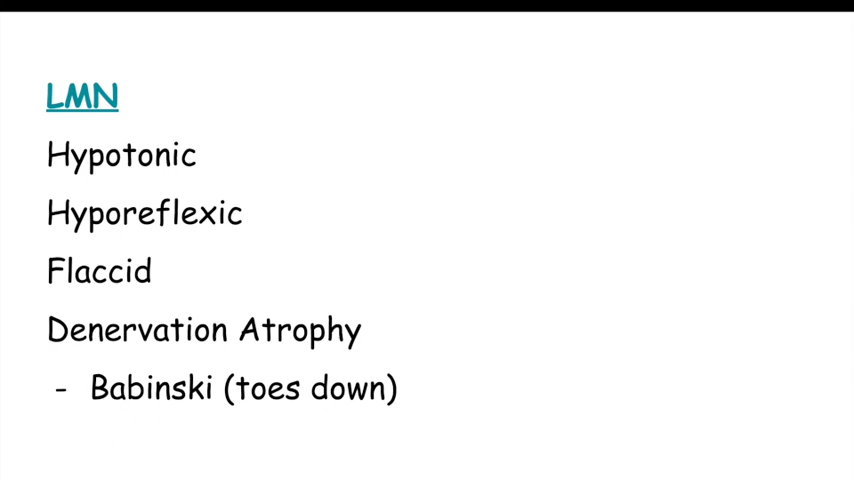 LMN
Hypotonic
Hyporeflexic
Flaccid
Denervation Atrophy
- Babinski (toes down)